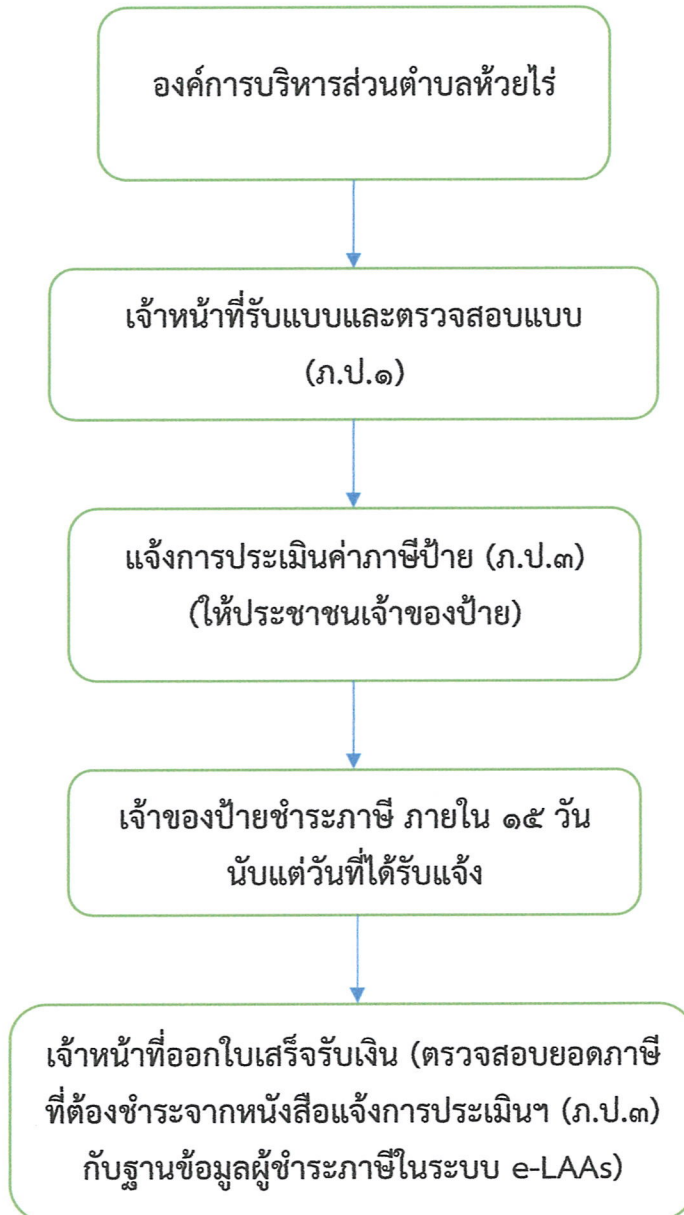 องค์การบริหารส่วนตำบลห้วยไร่
เจ้าหน้าที่รับแบบและตรวจสอบแบบ
(ภ.ป.๑)
แจ้งการประเมินค่าภาษีป้าย (ภ.ป.๓)
(ให้ประชาชนเจ้าของป้าย)
เจ้าของป้ายชำระภาษี ภายใน ๑๕ วัน
นับแต่วันที่ได้รับแจ้ง
เจ้าหน้าที่ออกใบเสร็จรับเงิน (ตรวจสอบยอดภาษี
ที่ต้องชำระจากหนังสือแจ้งการประเมินฯ (ภ.ป.๓)
กับฐานข้อมูลผู้ชำระภาษีในระบบ e-LAAs)